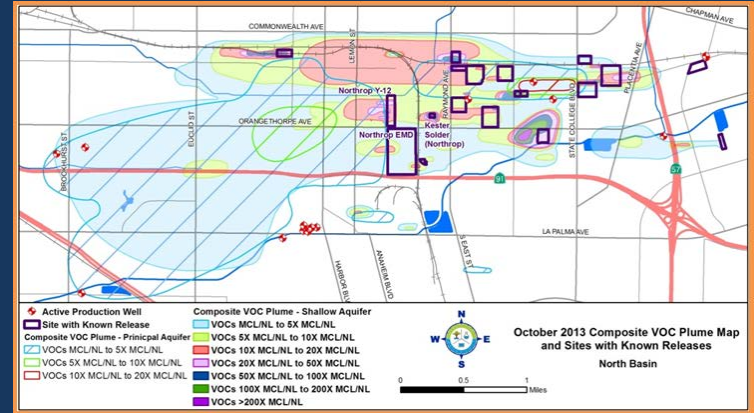 COMMONWEALTH AVE
CHAPMAN AVE
LEMON ST
PLACENTIA AVE
RAYMOND AVE
Northrop Y-12
ORANGETHORPE AVE
Kester
Solder
(Northrop)
Northrop EMD
EUCLID ST
BROOKHURST ST
STATE COLLEGE BLVD
57
91
LA PALMA AVE
S EAST ST
HARBOR BLV
ANAHEIM BLVD
Active Production Well
Site with Known Release
Composite VOC Plume - Prinicpal Aquifer
VOCs MCL/NL to 5X MCL/NL
VOCs 5X MCL/NL to 10X MCL/NL
VOCs 10X MCL/NL to 20X MCL/NL
Composite VOC Plume - Shallow Aquifer
VOCs MCL/NL to 5X MCL/NL
VOCs 5X MCL/NL to 10X MCL/NL
VOCs 10X MCL/NL to 20X MCL/NL
VOCs 20X MCL/NL to 50X MCL/NL
VOCs 50X MCL/NL to 100X MCL/NL
VOCs 100X MCL/NL to 200X MCL/NL
VOCs >200X MCL/NL
N
W
E
S
0 0.5 1
Miles
October 2013 Composite VOC Plume Map
and Sites with Known Releases
North Basin